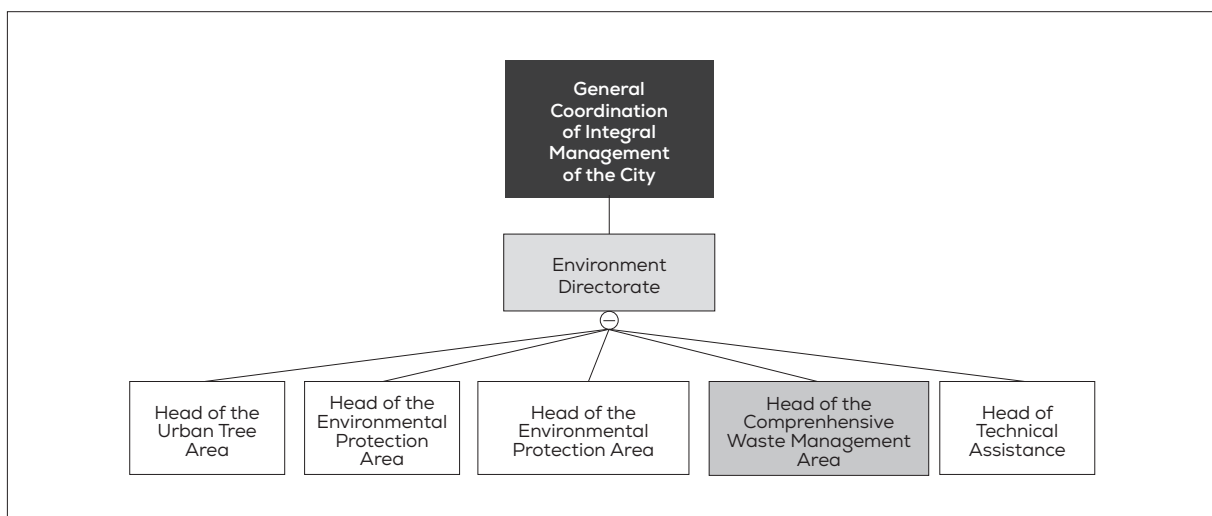 General
Coordination
of Integral
Management
of the City
Environment
Directorate
Head of the
Urban Tree
Area
Head of the
Environmental
Protection
Area
Head of the
Environmental
Protection Area
Head of the
Comprenhensive
Waste Management
Area
Head of
Technical
Assistance